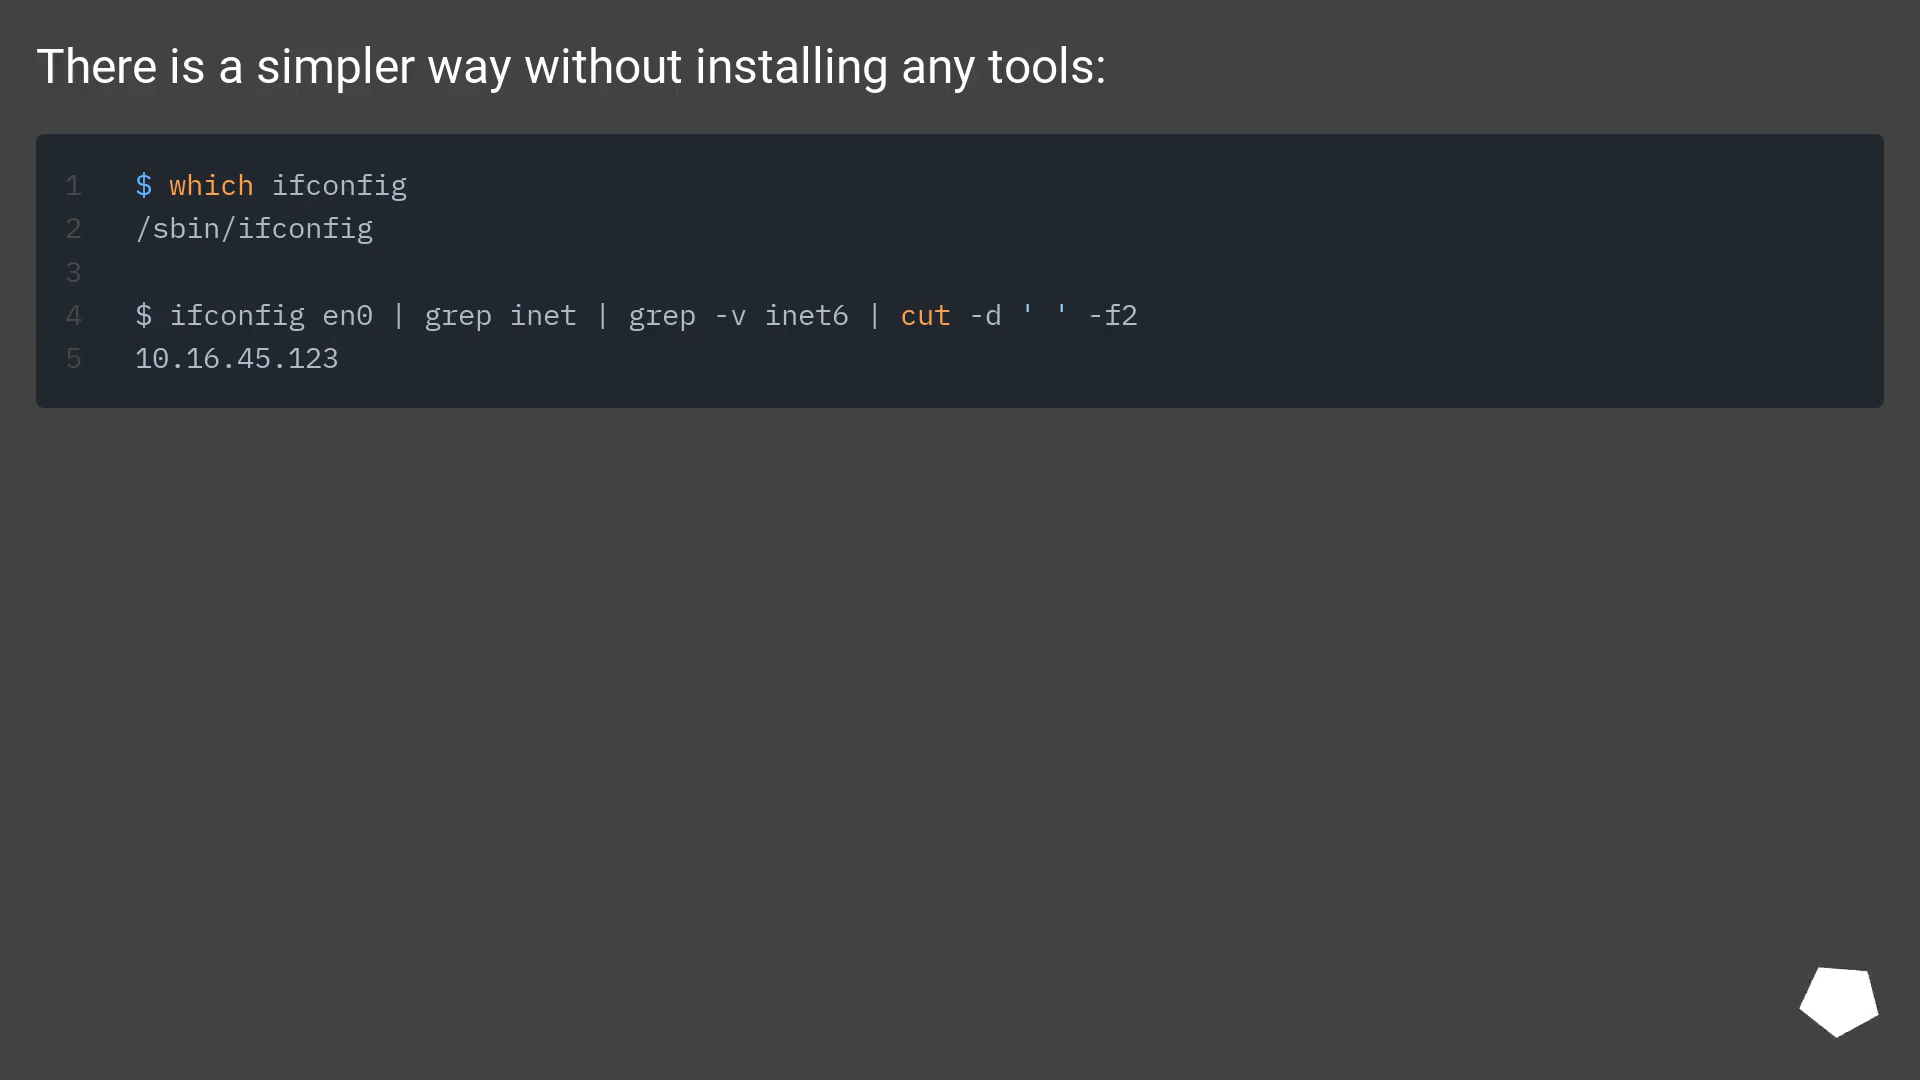 There is a simpler way without installing any tools:
1 $ which ifconfig
2 /sbin/ifconfig
3
4 $ ifconfig en0 | grep inet | grep -v inet6 | cut -d ' ' -f2
5 10.16.45.123